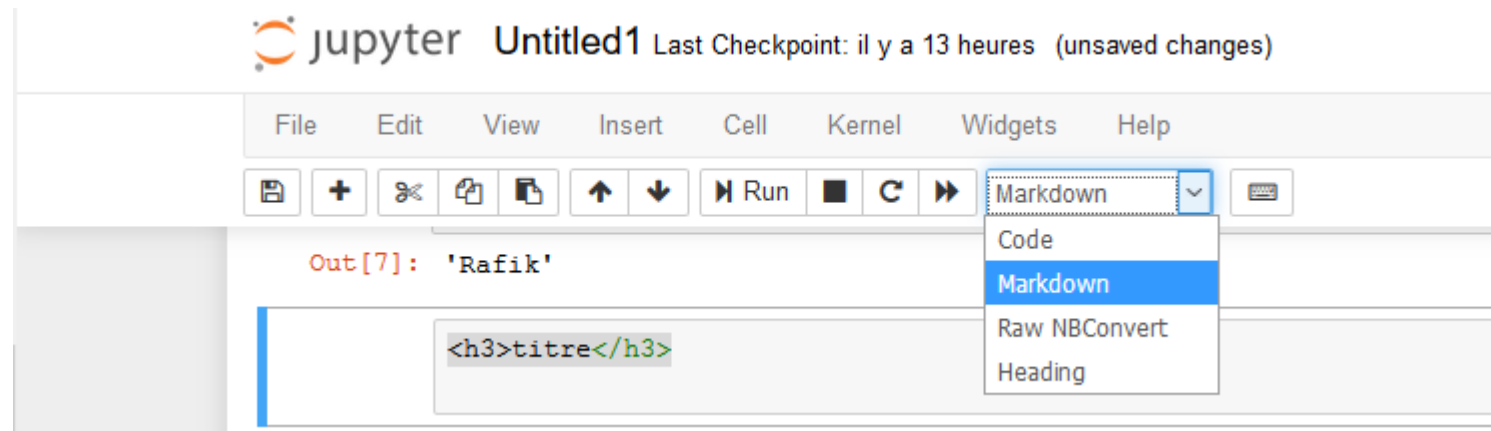 jupyter Untitled1 Last Checkpoint: il y a 13 heures (unsaved changes)
File Edit View Insert Cell Kernel Widgets Help
Run Markdown
Code
Out[7]: 'Rafik'
Markdown
Raw NBConvert
<h3>titre</h3>
Heading